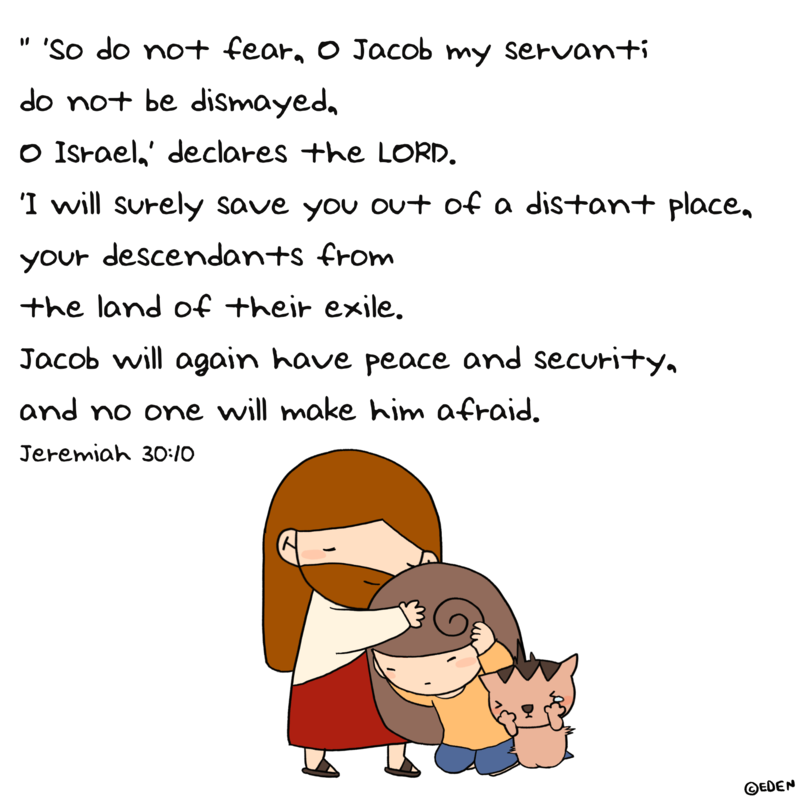 " 'So do not fear, O Jacob my servant;
do not be dismayed,
O Israel,' declares the LORD.
'I will surely save you out of a distant place,
your descendants from
the land of their exile.
Jacob will again have peace and security,
and no one will make him afraid.
Jeremiah 30:10
©EDEN